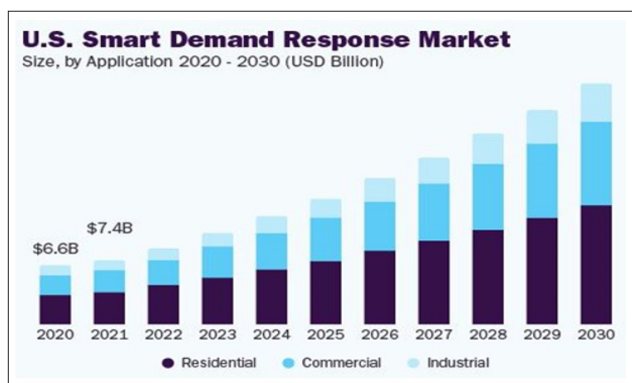 U.S. Smart Demand Response Market
Size, by Application 2020 - 2030 (USD Billion)
$7.4B
$6.6B
2020 2021 2022 2023 2024 2025 2026 2027 2028 2029 2030
Residential Commercial Industrial